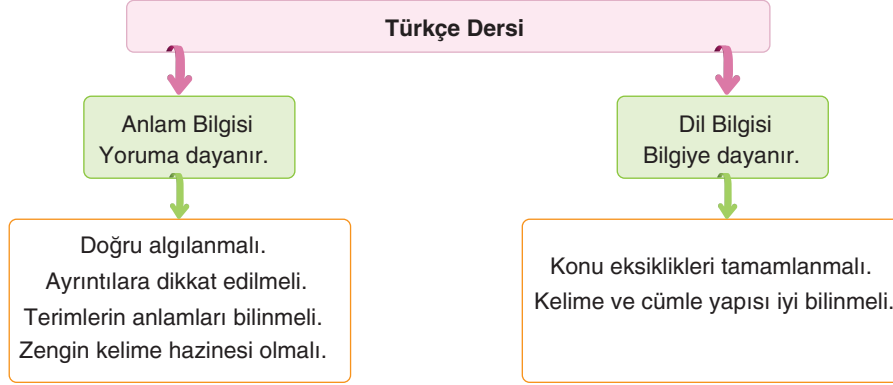 Türkçe Dersi
Anlam Bilgisi
Yoruma dayanır.
Dil Bilgisi
Bilgiye dayanır.
Doğru algılanmalı.
Ayrıntılara dikkat edilmeli.
Terimlerin anlamları bilinmeli.
Zengin kelime hazinesi olmalı.
Konu eksiklikleri tamamlanmalı.
Kelime ve cümle yapısı iyi bilinmeli.